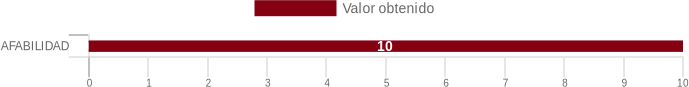 Valor obtenido
AFABILIDAD 10
0 1 2 3 4 5 6 7 8 9 10